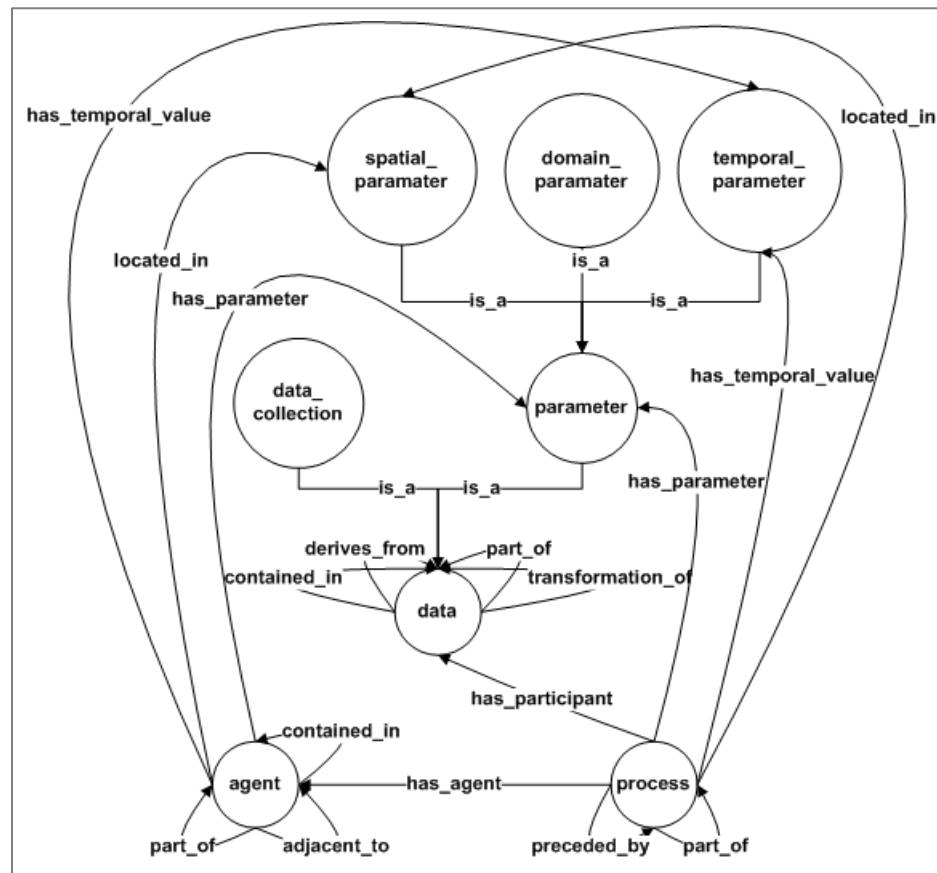 has_temporal_value
located_in
spatial_
paramater
domain_
paramater
temporal_
parameter
located_in
is_a
has_parameter
is_a
is_a
has_temporal_value
data_
collection
parameter
has_parameter
is_a
is_a
derives_from
part_of
contained_in
transformation_of
data
has_participant
contained_in
agent
has_agent
process
part_of
adjacent_to
preceded_by
part_of